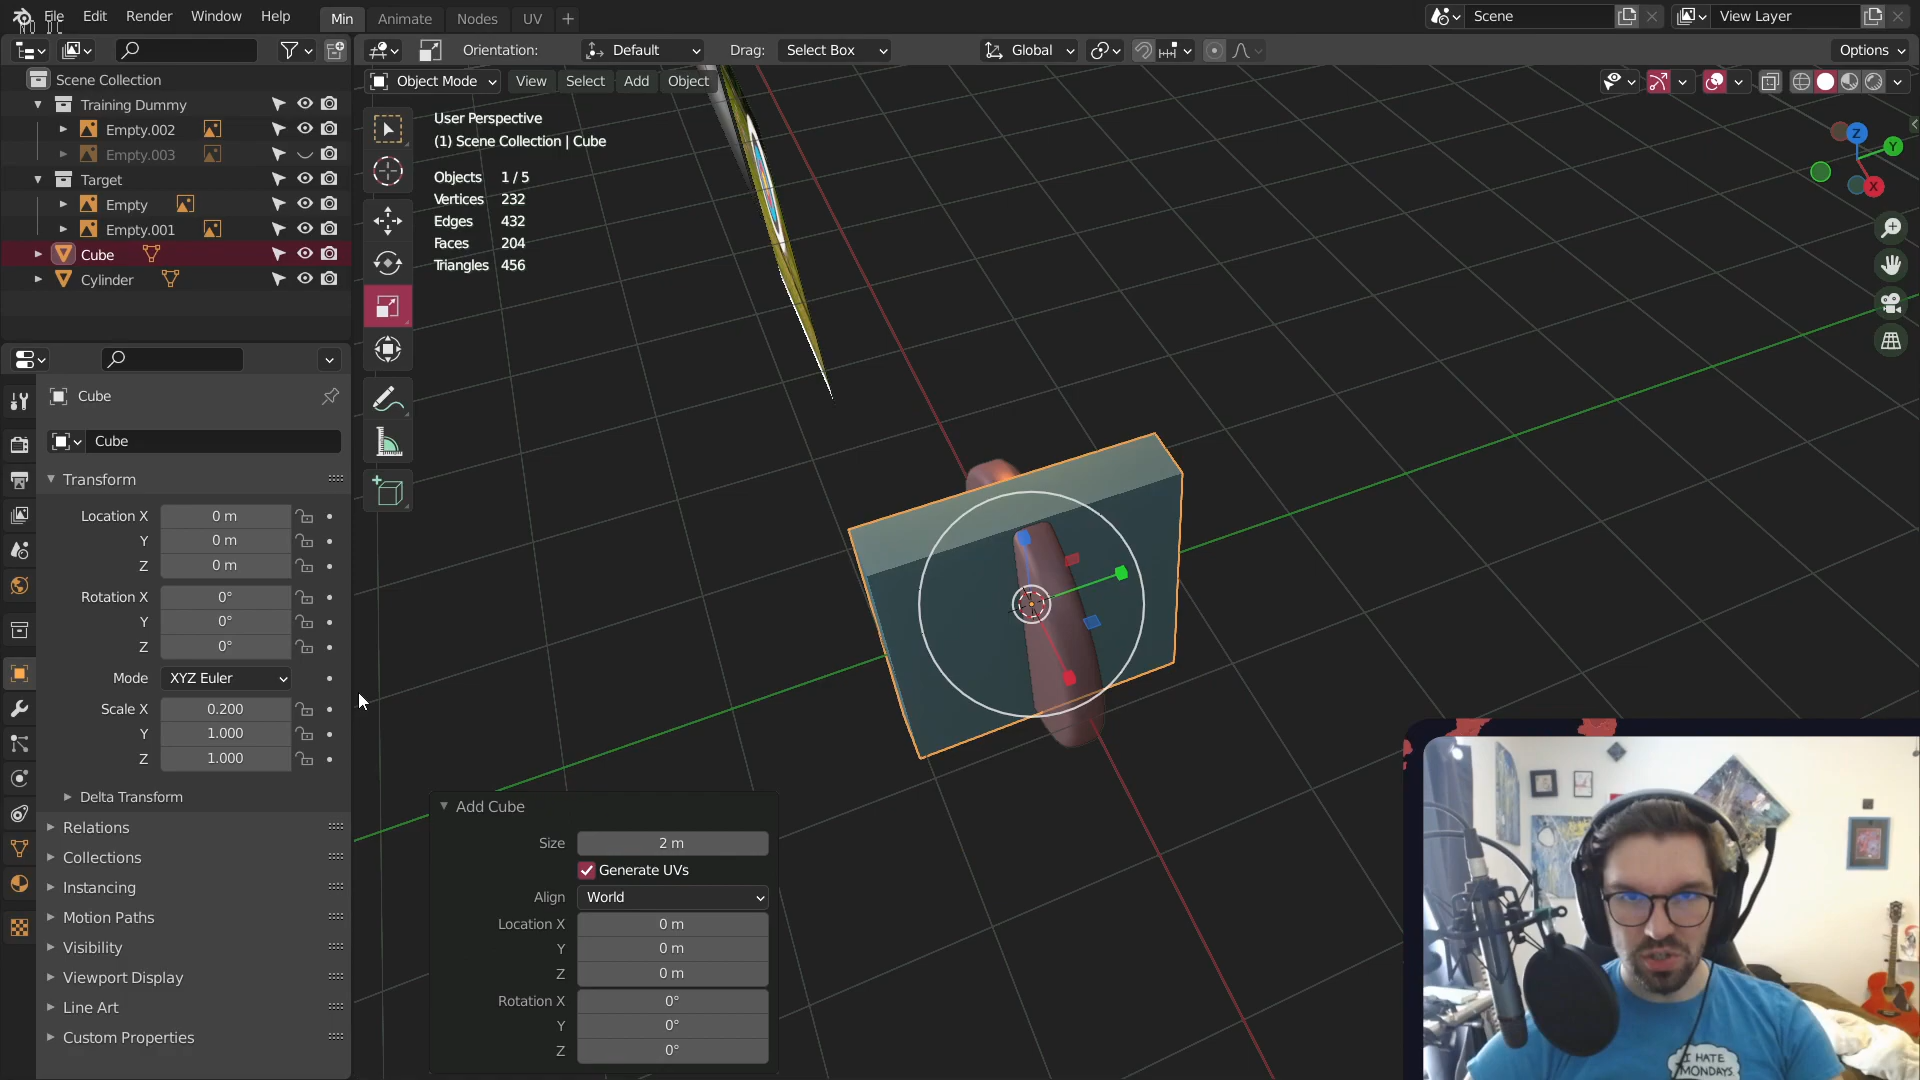 File Edit Render Window Help
Min Animate Nodes UV
Scene
View Layer
Orientation: Default Drag: Select Box Global Options
Object Mode View Select Add Object
Scene Collection
Training Dummy
Empty.002
Empty.003
Target
Empty
Empty.001
Cube
Cylinder
User Perspective
(1) Scene Collection | Cube
Objects 1 / 5
Vertices 232
Edges 432
Faces 204
Triangles 456
Z
Y
X
Cube
Cube
Transform
Location X 0 m
Y 0 m
Z 0 m
Rotation X 0°
Y 0°
Z 0°
Mode XYZ Euler
Scale X 0.200
Y 1.000
Z 1.000
Delta Transform
Relations
Collections
Instancing
Motion Paths
Visibility
Viewport Display
Line Art
Custom Properties
Add Cube
Size 2 m
Generate UVs
Align World
Location X 0 m
Y 0 m
Z 0 m
Rotation X 0°
Y 0°
Z 0°
I HATE
MONDAYS